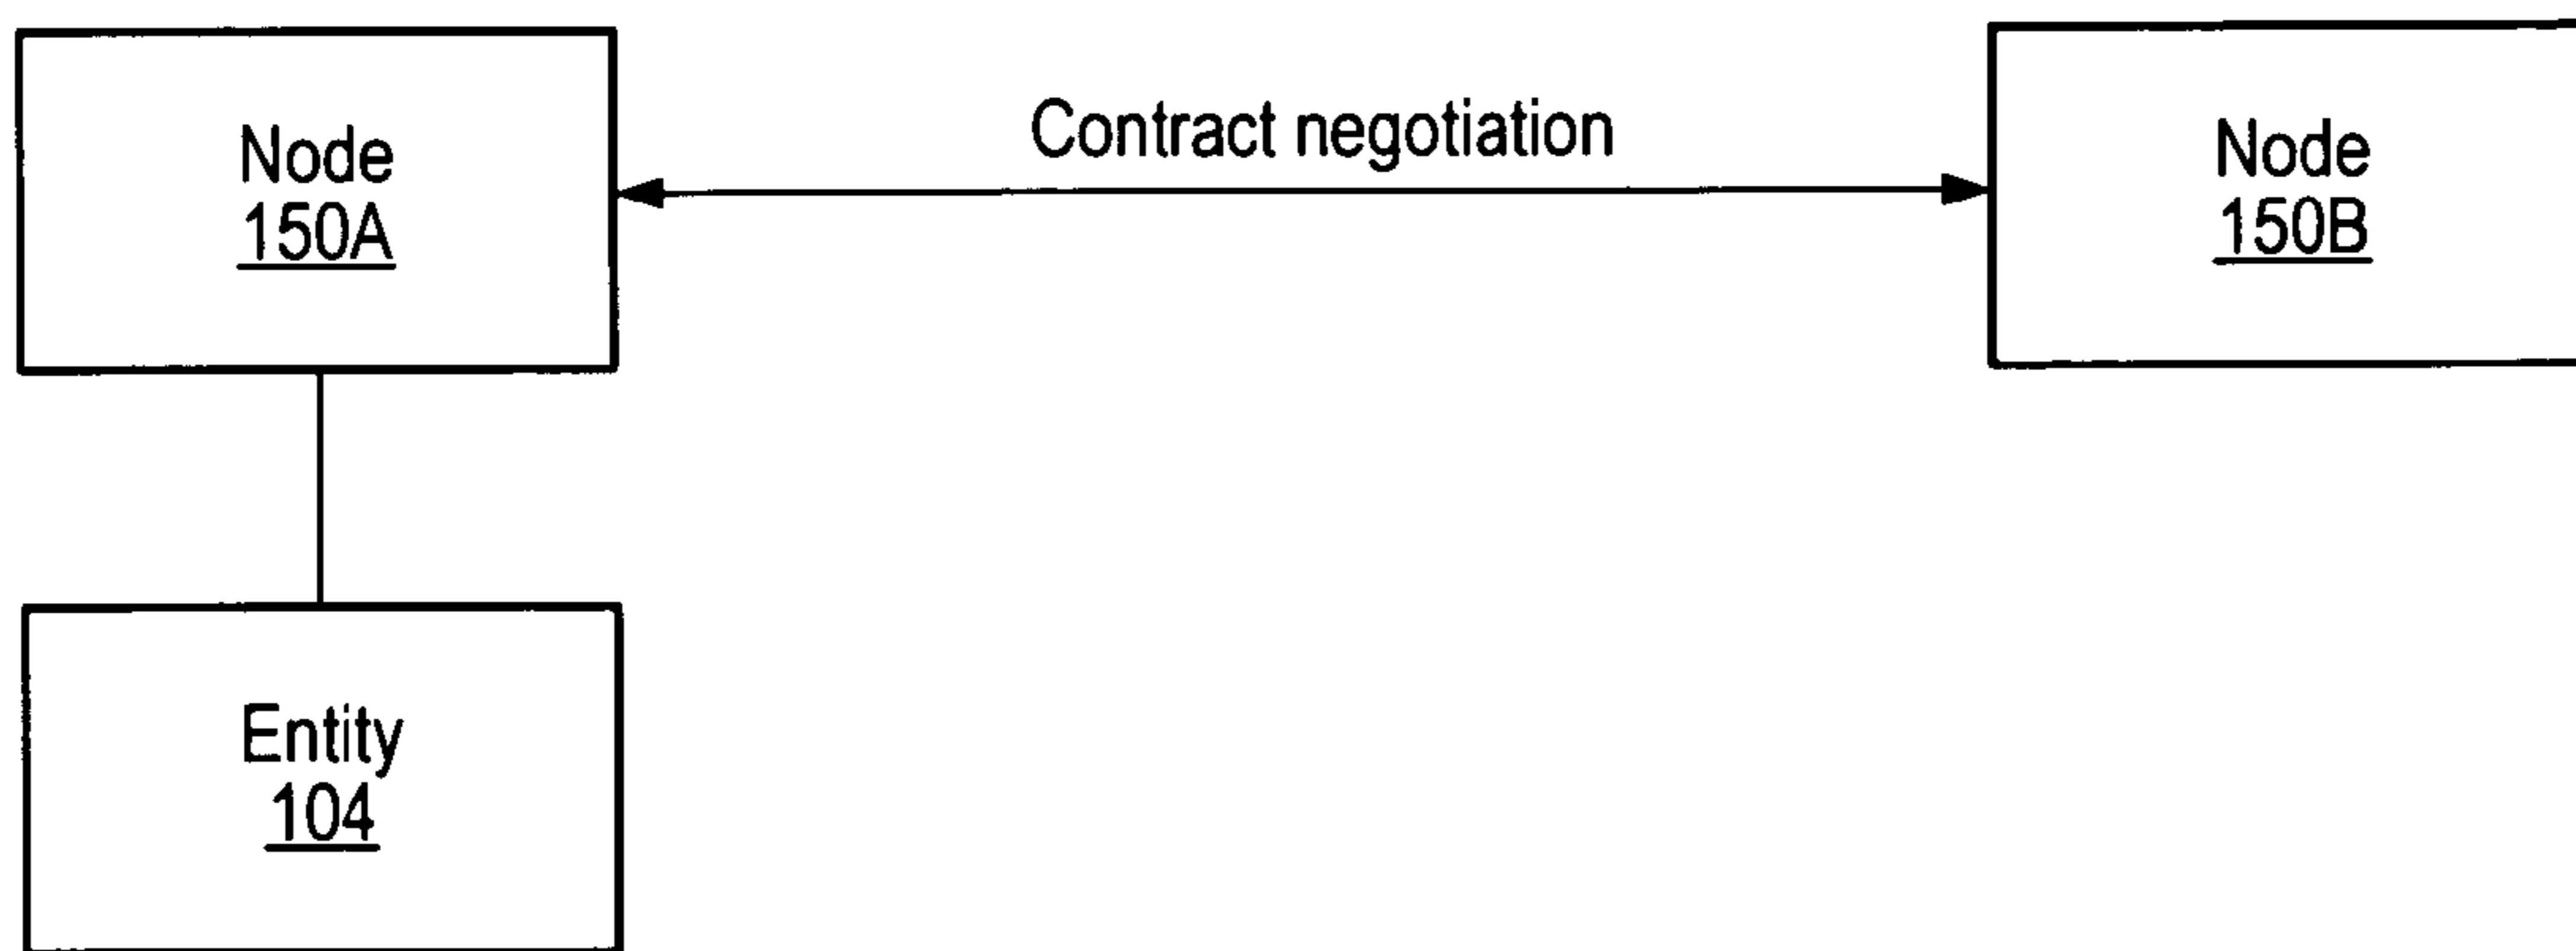 Node
150A
Contract negotiation
Node
150B
Entity
104